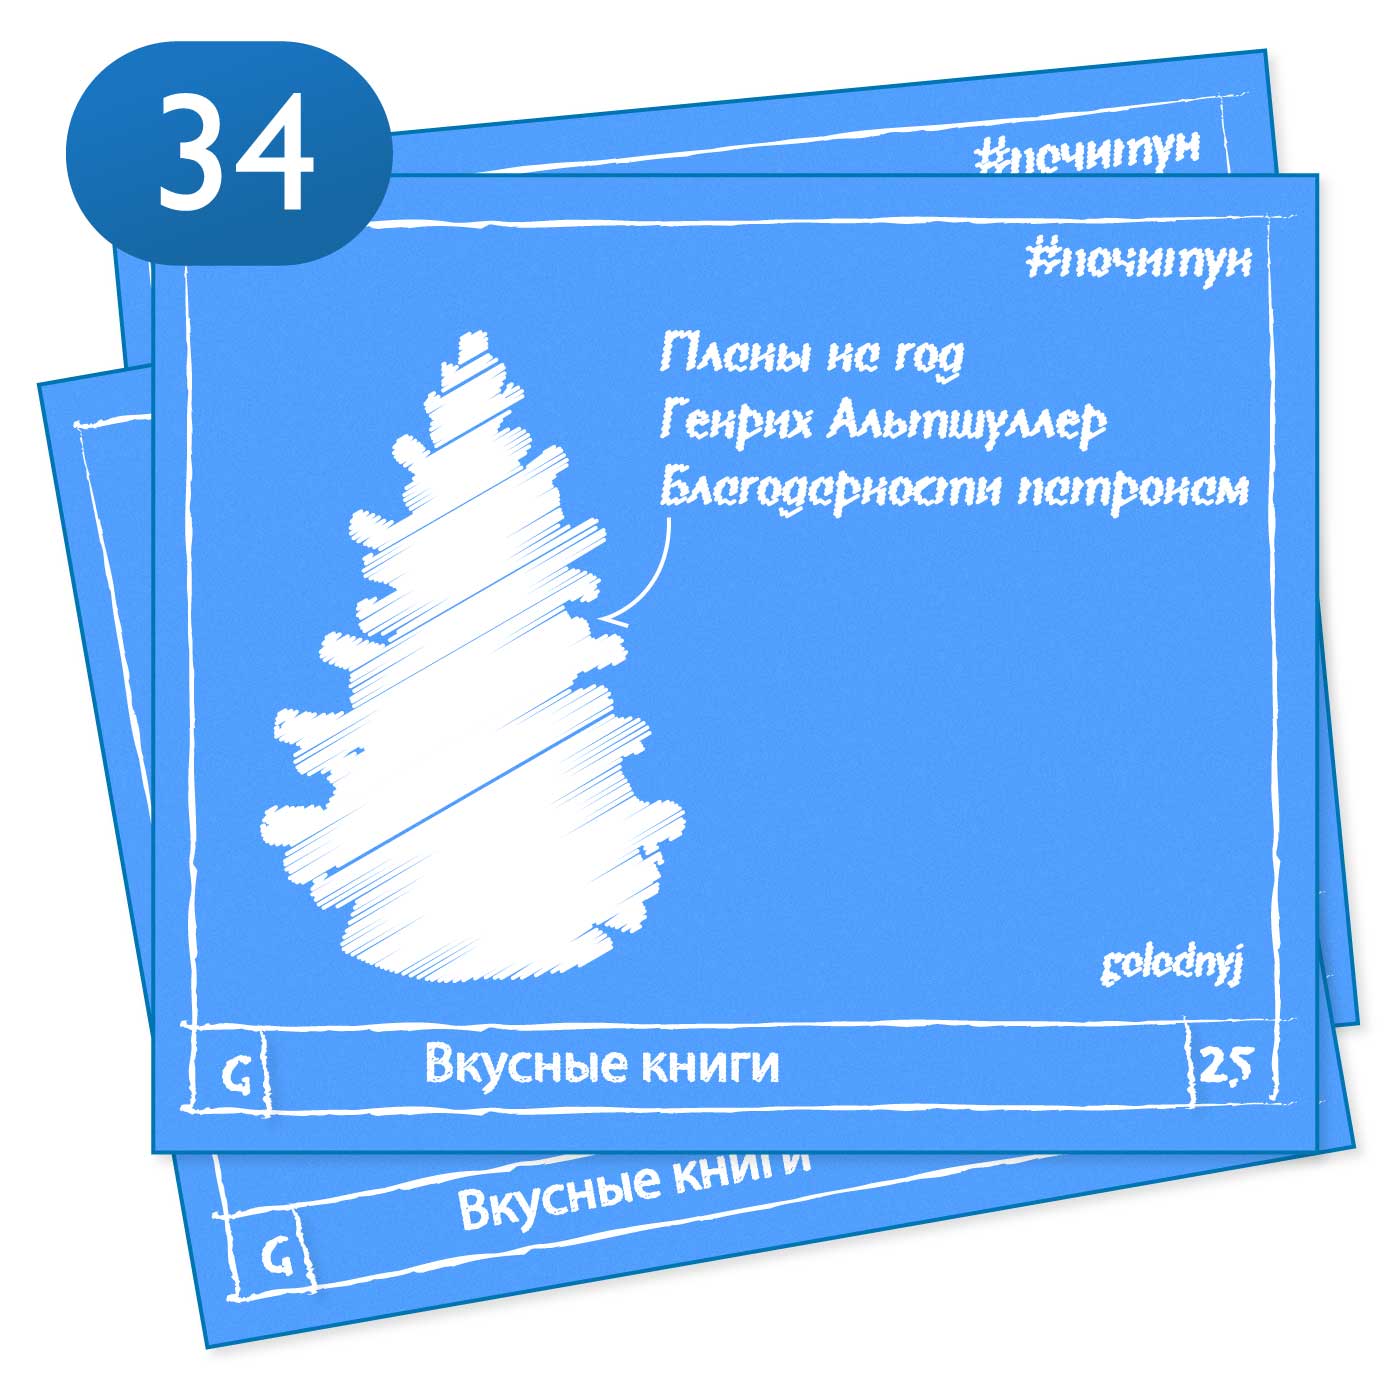 34
#почитун
#почитун
Планы на год
Генрих Альтшуллер
Благодарности патронам
golodnyj
G
Вкусные книги
25
Вкусные книги
G